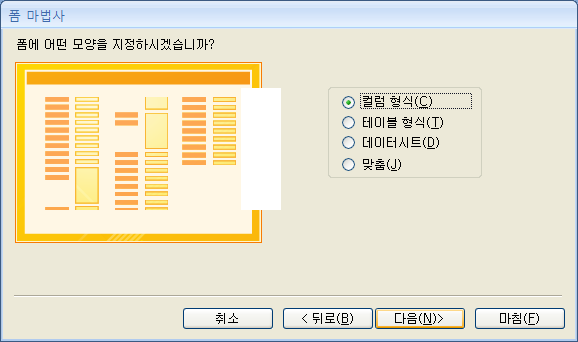 폼 마법사
폼에 어떤 모양을 지정하시겠습니까?
컬럼 형식(C)
테이블 형식(T)
데이터시트(D)
맞춤(J)
취소
< 뒤로(B)
다음(N)>
마침(F)